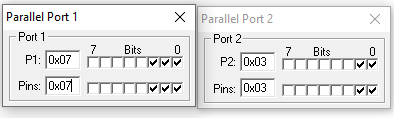 Parallel Port 1
Port 1
7 Bits 0
P1: 0x07
Pins: 0x07
Parallel Port 2
Port 2
7 Bits 0
P2: 0x03
Pins: 0x03